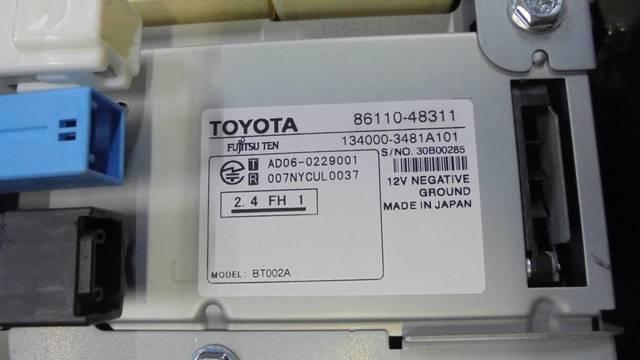 TOYOTA 86110-48311
FUJITSU TEN 134000-3481A101
S/NO. 30B00285
T AD06-0229001
R 007NYCUL0037
12V NEGATIVE
GROUND
2.4 FH 1
MADE IN JAPAN
MODEL: BT002A